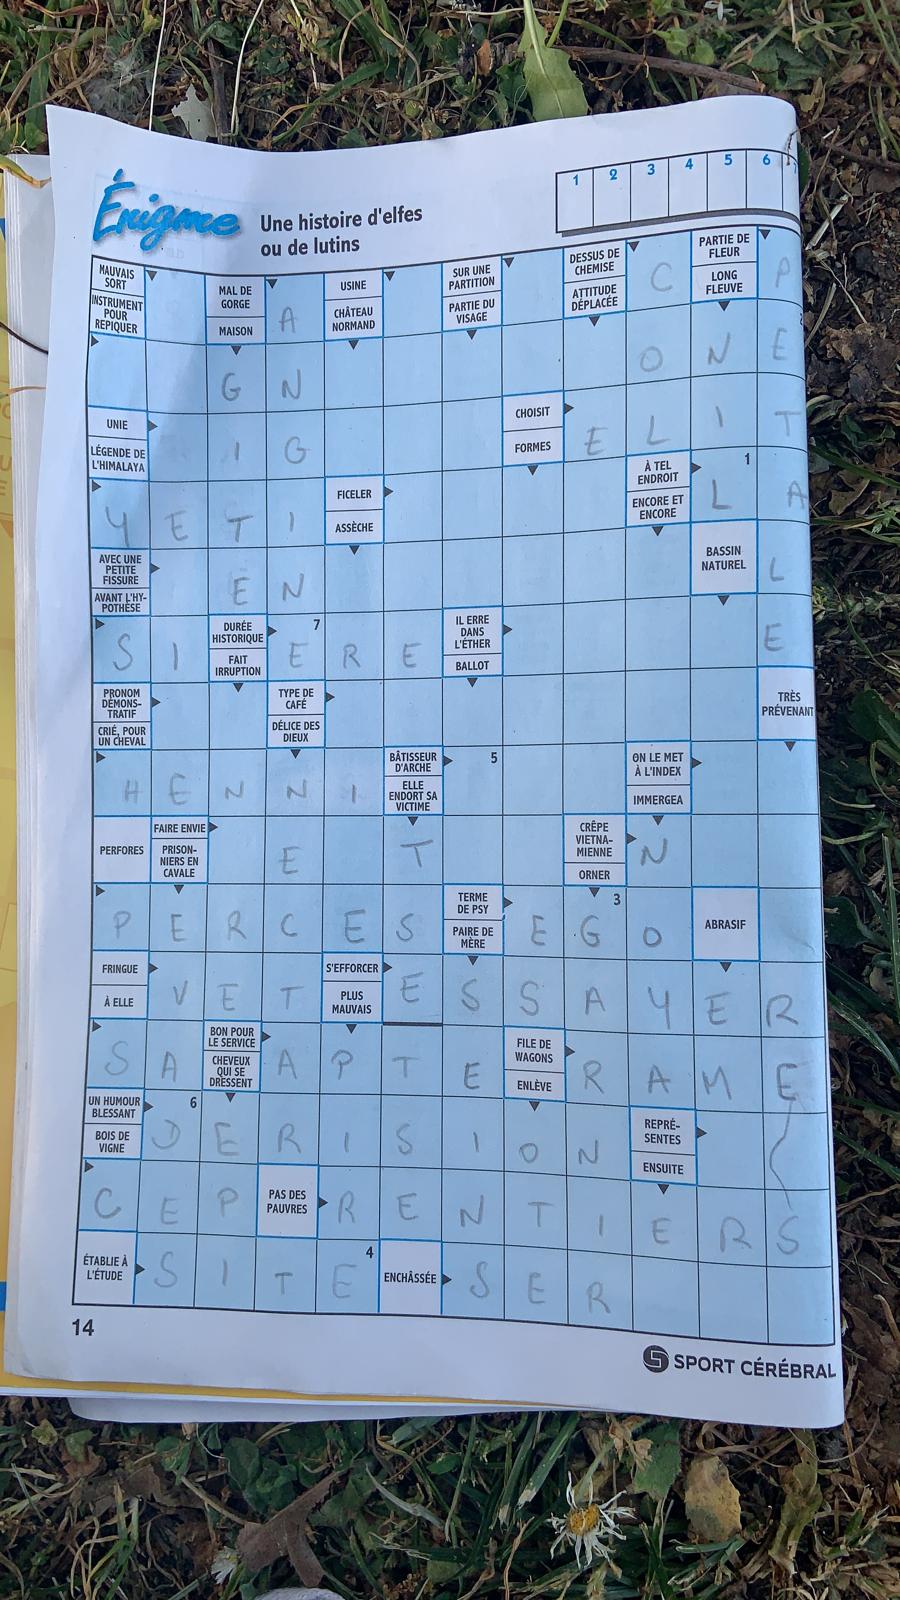 Énigme
Une histoire d'elfes
ou de lutins
1 2 3 4 5 6
MAUVAIS SORT
INSTRUMENT POUR REPIQUER
MAL DE GORGE
MAISON
A
USINE
CHÂTEAU NORMAND
SUR UNE PARTITION
PARTIE DU VISAGE
DESSUS DE CHEMISE
ATTITUDE DÉPLACÉE
C
PARTIE DE FLEUR
LONG FLEUVE
P
G N O N E
2
UNIE
LÉGENDE DE L'HIMALAYA
I G
CHOISIT
FORMES
E L I T
Y E T I
FICELER
ASSÈCHE
À TEL ENDROIT
ENCORE ET ENCORE
1
L A
AVEC UNE PETITE FISSURE
AVANT L'HYPOTHÈSE
E N
BASSIN NATUREL
L
S I
DURÉE HISTORIQUE
FAIT IRRUPTION
7
E R E
IL ERRE DANS L'ÉTHER
BALLOT
E
PRONOM DÉMONSTRATIF
CRIÉ, POUR UN CHEVAL
TYPE DE CAFÉ
DÉLICE DES DIEUX
TRÈS PRÉVENANT
H E N N I
BÂTISSEUR D'ARCHE
ELLE ENDORT SA VICTIME
5
ON LE MET À L'INDEX
IMMERGEA
PERFORES
FAIRE ENVIE
PRISONNIERS EN CAVALE
E T
CRÊPE VIETNAMIENNE
ORNER
N
P E R C E S
TERME DE PSY
PAIRE DE MÈRE
E G O
3
ABRASIF
FRINGUE
À ELLE
V E T
S'EFFORCER
PLUS MAUVAIS
E S S A Y E R
S A
BON POUR LE SERVICE
CHEVEUX QUI SE DRESSENT
A P T E
FILE DE WAGONS
ENLÈVE
R A M E
UN HUMOUR BLESSANT
BOIS DE VIGNE
6
D E R I S I O N
REPRÉSENTES
ENSUITE
C E P
PAS DES PAUVRES
R E N T I E R S
ÉTABLIE À L'ÉTUDE
S I T E
4
ENCHÂSSÉE
S E R
14
SPORT CÉRÉBRAL